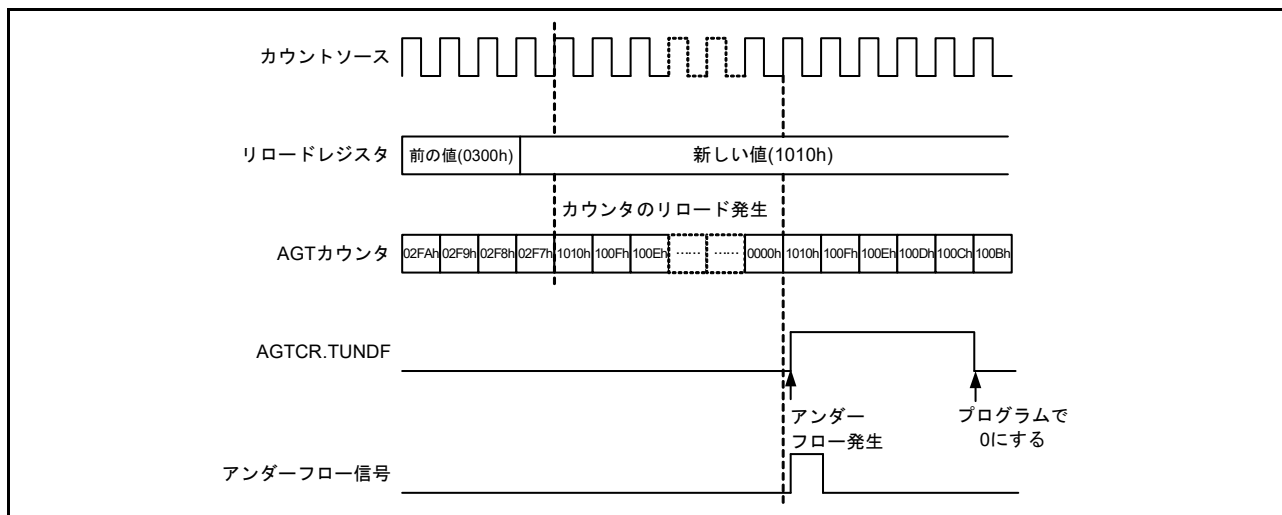 カウントソース
リロードレジスタ
前の値(0300h)
新しい値(1010h)
カウンタのリロード発生
AGTカウンタ
02FAh 02F9h 02F8h 02F7h 1010h 100Fh 100Eh …… …… 0000h 1010h 100Fh 100Eh 100Dh 100Ch 100Bh
AGTCR.TUNDF
アンダー
フロー発生
プログラムで
0にする
アンダーフロー信号